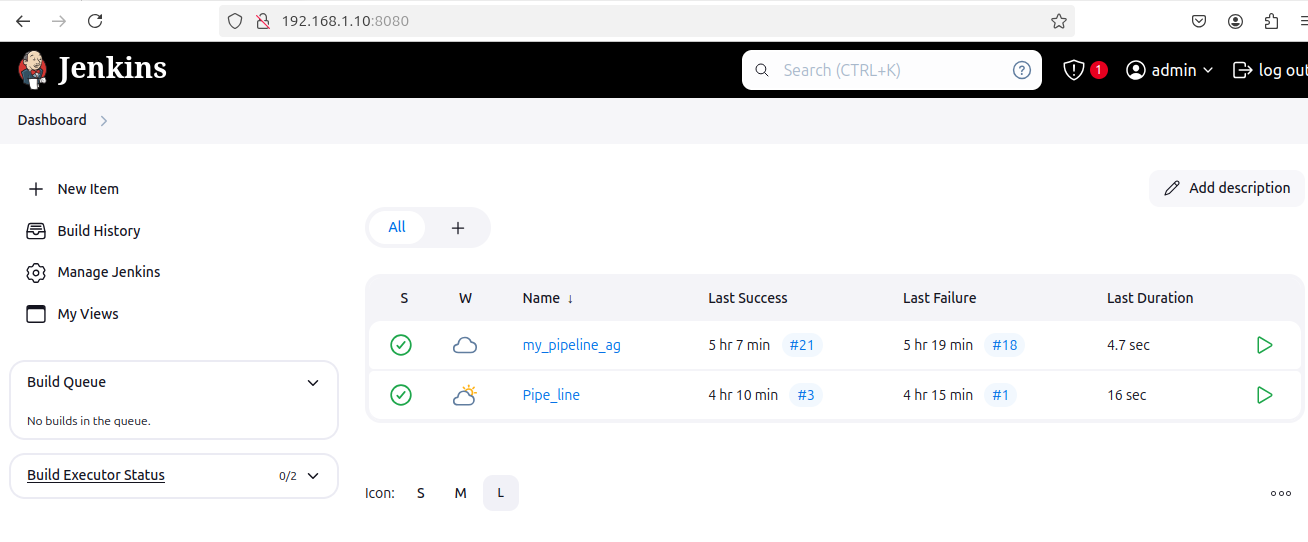 192.168.1.10:8080
Jenkins
Search (CTRL+K)
1
admin
log out
Dashboard
New Item
Build History
Manage Jenkins
My Views
Build Queue
No builds in the queue.
Build Executor Status 0/2
Add description
All +
S W Name ↓ Last Success Last Failure Last Duration
my_pipeline_ag 5 hr 7 min #21 5 hr 19 min #18 4.7 sec
Pipe_line 4 hr 10 min #3 4 hr 15 min #1 16 sec
Icon: S M L